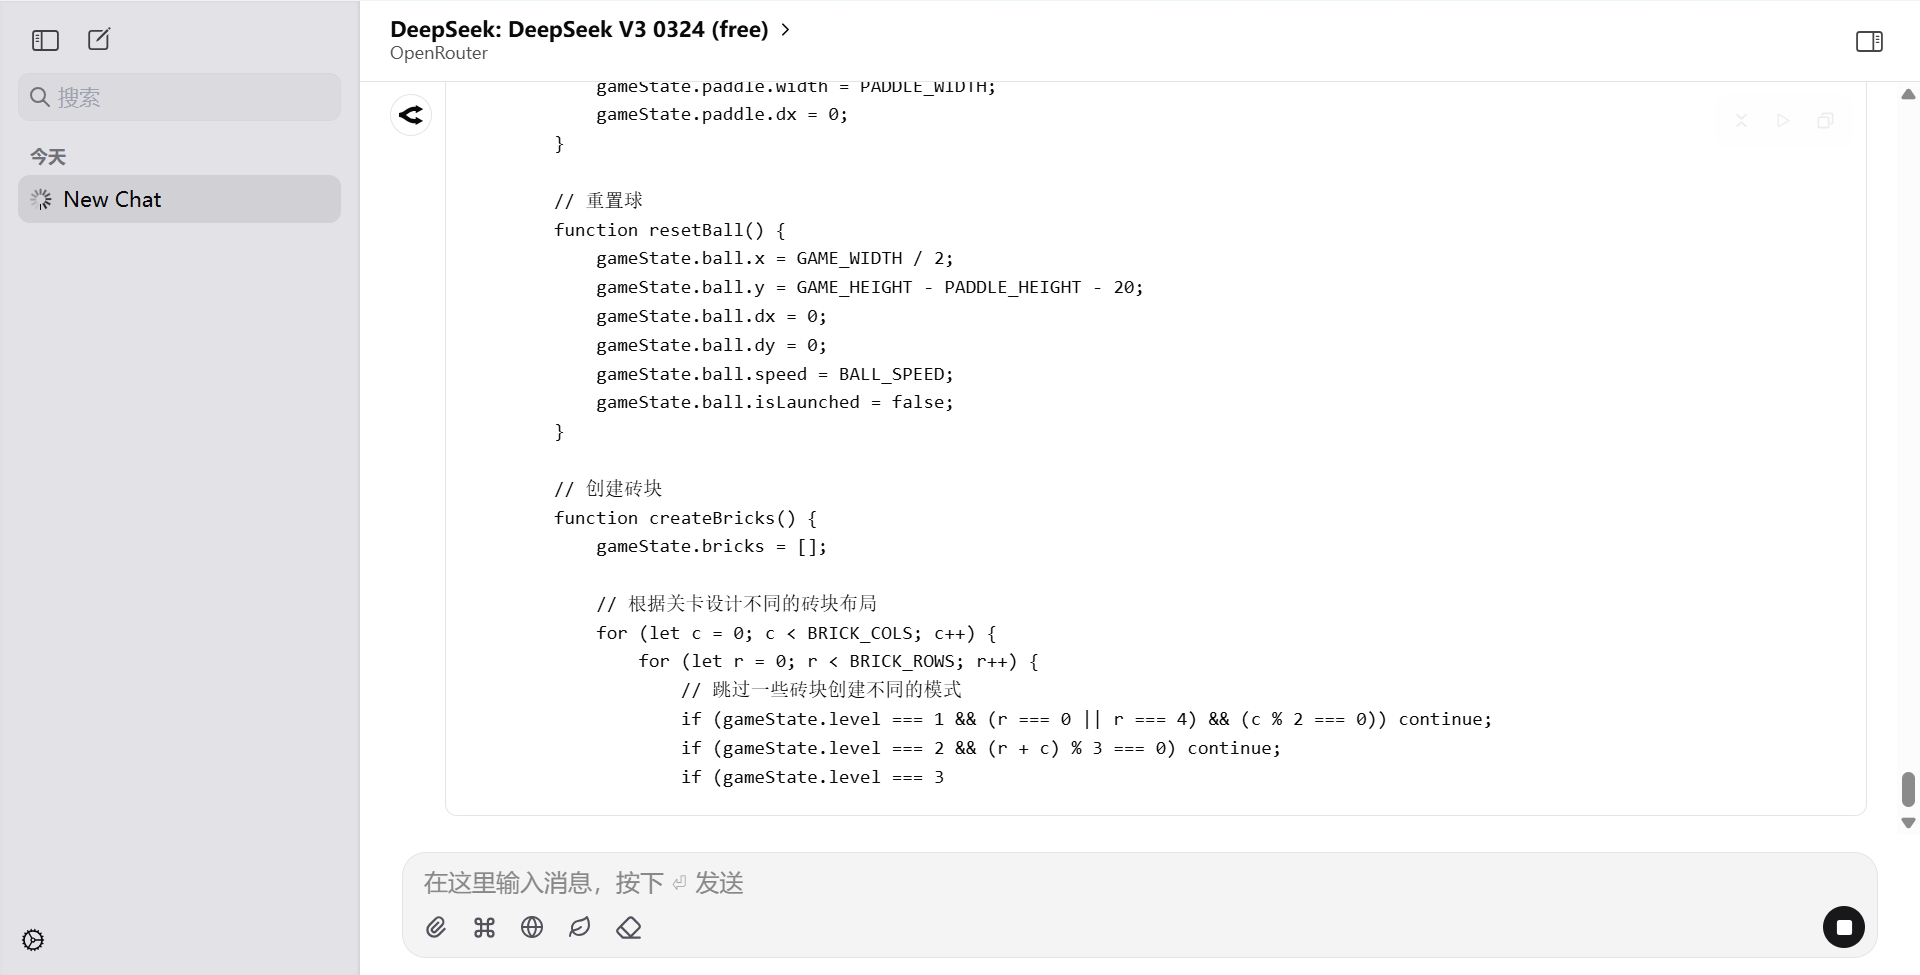 DeepSeek: DeepSeek V3 0324 (free)
OpenRouter
搜索
今天
New Chat
gameState.paddle.width = PADDLE_WIDTH;
gameState.paddle.dx = 0;
}
// 重置球
function resetBall() {
gameState.ball.x = GAME_WIDTH / 2;
gameState.ball.y = GAME_HEIGHT - PADDLE_HEIGHT - 20;
gameState.ball.dx = 0;
gameState.ball.dy = 0;
gameState.ball.speed = BALL_SPEED;
gameState.ball.isLaunched = false;
}
// 创建砖块
function createBricks() {
gameState.bricks = [];
// 根据关卡设计不同的砖块布局
for (let c = 0; c < BRICK_COLS; c++) {
for (let r = 0; r < BRICK_ROWS; r++) {
// 跳过一些砖块创建不同的模式
if (gameState.level === 1 && (r === 0 || r === 4) && (c % 2 === 0)) continue;
if (gameState.level === 2 && (r + c) % 3 === 0) continue;
if (gameState.level === 3
在这里输入消息，按下 ⏎ 发送